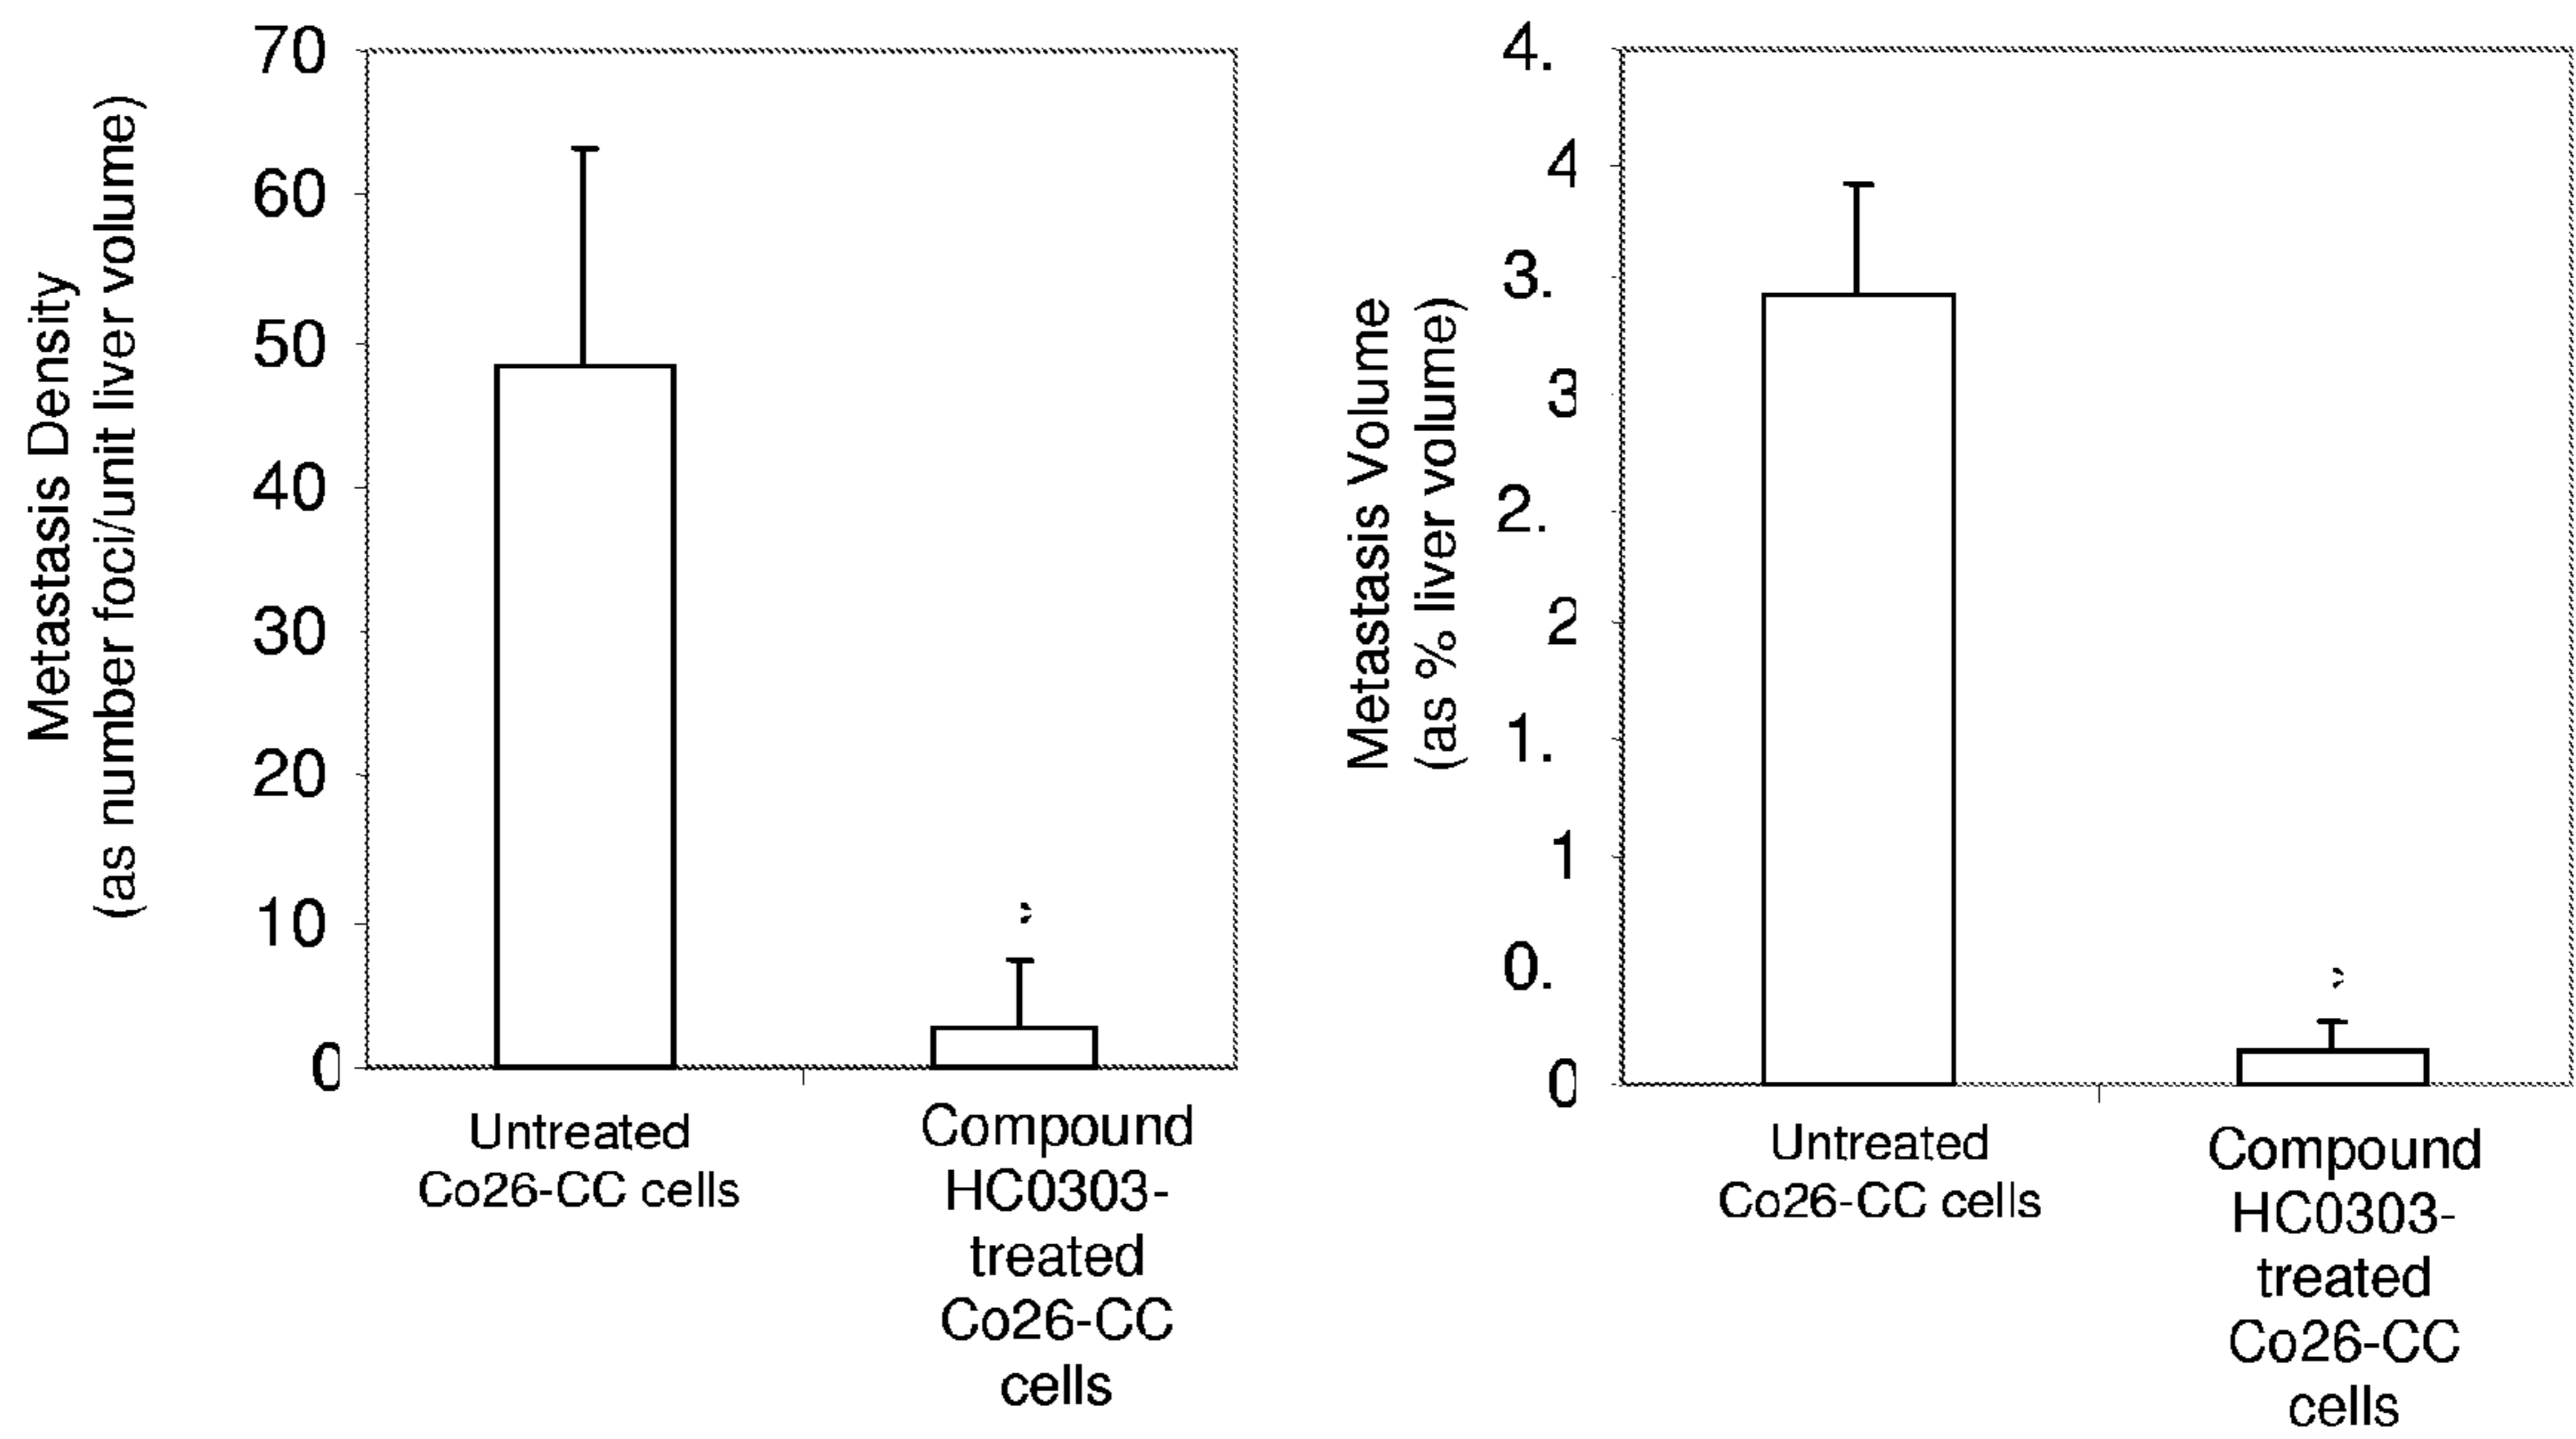 Metastasis Density
(as number foci/unit liver volume)
70
60
50
40
30
20
10
0
Untreated
Co26-CC cells
Compound
HC0303-
treated
Co26-CC
cells
Metastasis Volume
(as % liver volume)
4.
4
3.
3
2.
2
1.
1
0.
0
Untreated
Co26-CC cells
Compound
HC0303-
treated
Co26-CC
cells